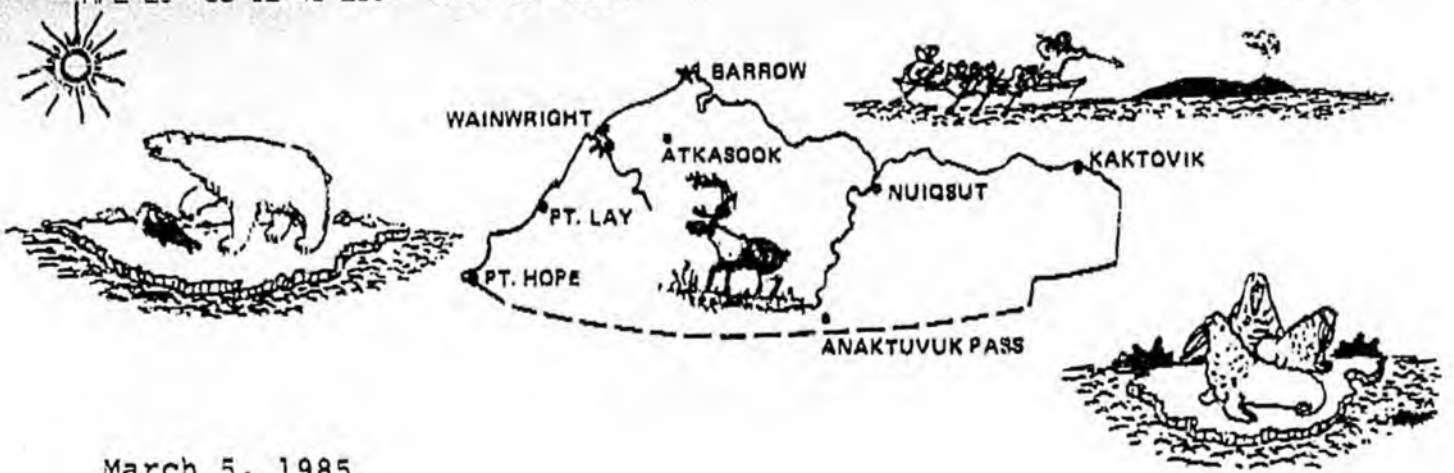 BARROW
WAINWRIGHT
ATKASOOK
KAKTOVIK
NUIQSUT
PT. LAY
PT. HOPE
ANAKTUVUK PASS
March 5, 1985